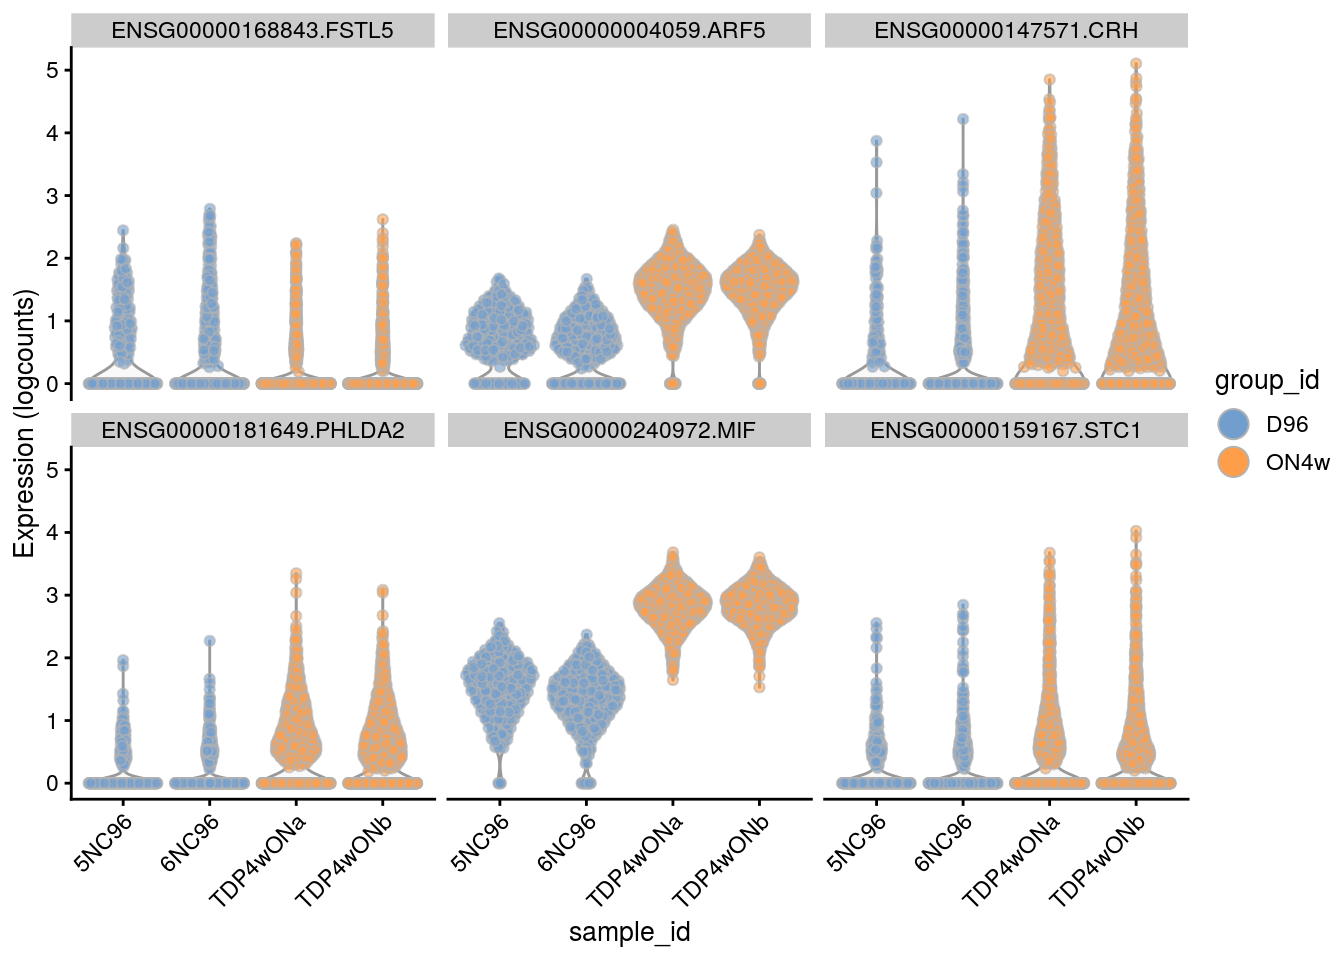 ENSG00000168843.FSTL5
ENSG00000004059.ARF5
ENSG00000147571.CRH
5
4
3
2
1
0
Expression (logcounts)
ENSG00000181649.PHLDA2
ENSG00000240972.MIF
ENSG00000159167.STC1
5
4
3
2
1
0
5NC96
6NC96
TDP4wONa
TDP4wONb
5NC96
6NC96
TDP4wONa
TDP4wONb
5NC96
6NC96
TDP4wONa
TDP4wONb
sample_id
group_id
D96
ON4w